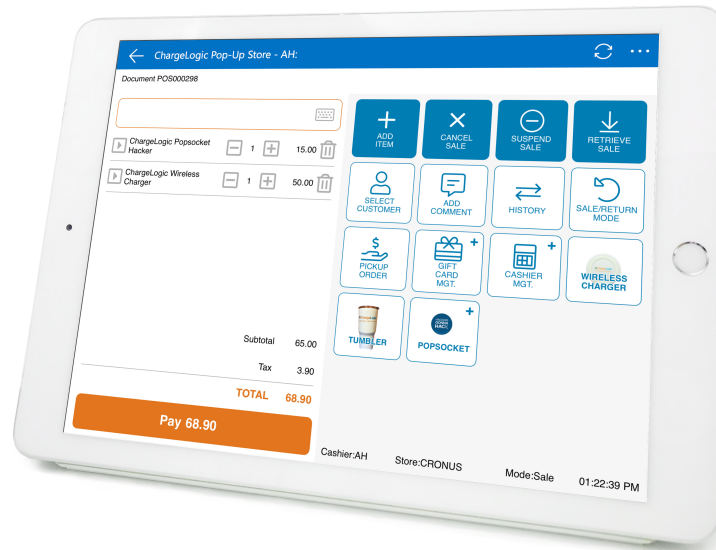 ChargeLogic Pop-Up Store - AH:
Document POS000298
ChargeLogic Popsocket
Hacker
1
15.00
ChargeLogic Wireless
Charger
1
50.00
Subtotal 65.00
Tax 3.90
TOTAL 68.90
Pay 68.90
ADD
ITEM
CANCEL
SALE
SUSPEND
SALE
RETRIEVE
SALE
SELECT
CUSTOMER
ADD
COMMENT
HISTORY
SALE/RETURN
MODE
PICKUP
ORDER
GIFT
CARD
MGT.
CASHIER
MGT.
WIRELESS
CHARGER
TUMBLER
POPSOCKET
Cashier:AH Store:CRONUS Mode:Sale 01:22:39 PM